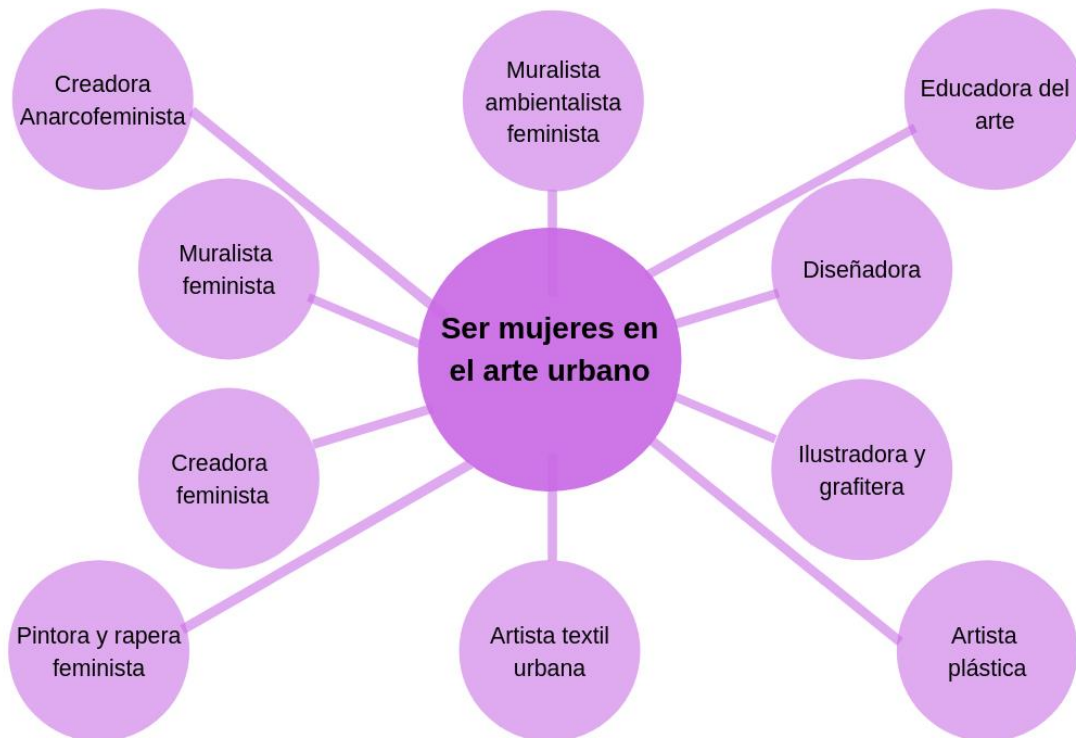 Creadora
Anarcofeminista
Muralista
ambientalista
feminista
Educadora del
arte
Muralista
feminista
Diseñadora
Ser mujeres en
el arte urbano
Creadora
feminista
Ilustradora y
grafitera
Pintora y rapera
feminista
Artista textil
urbana
Artista
plástica